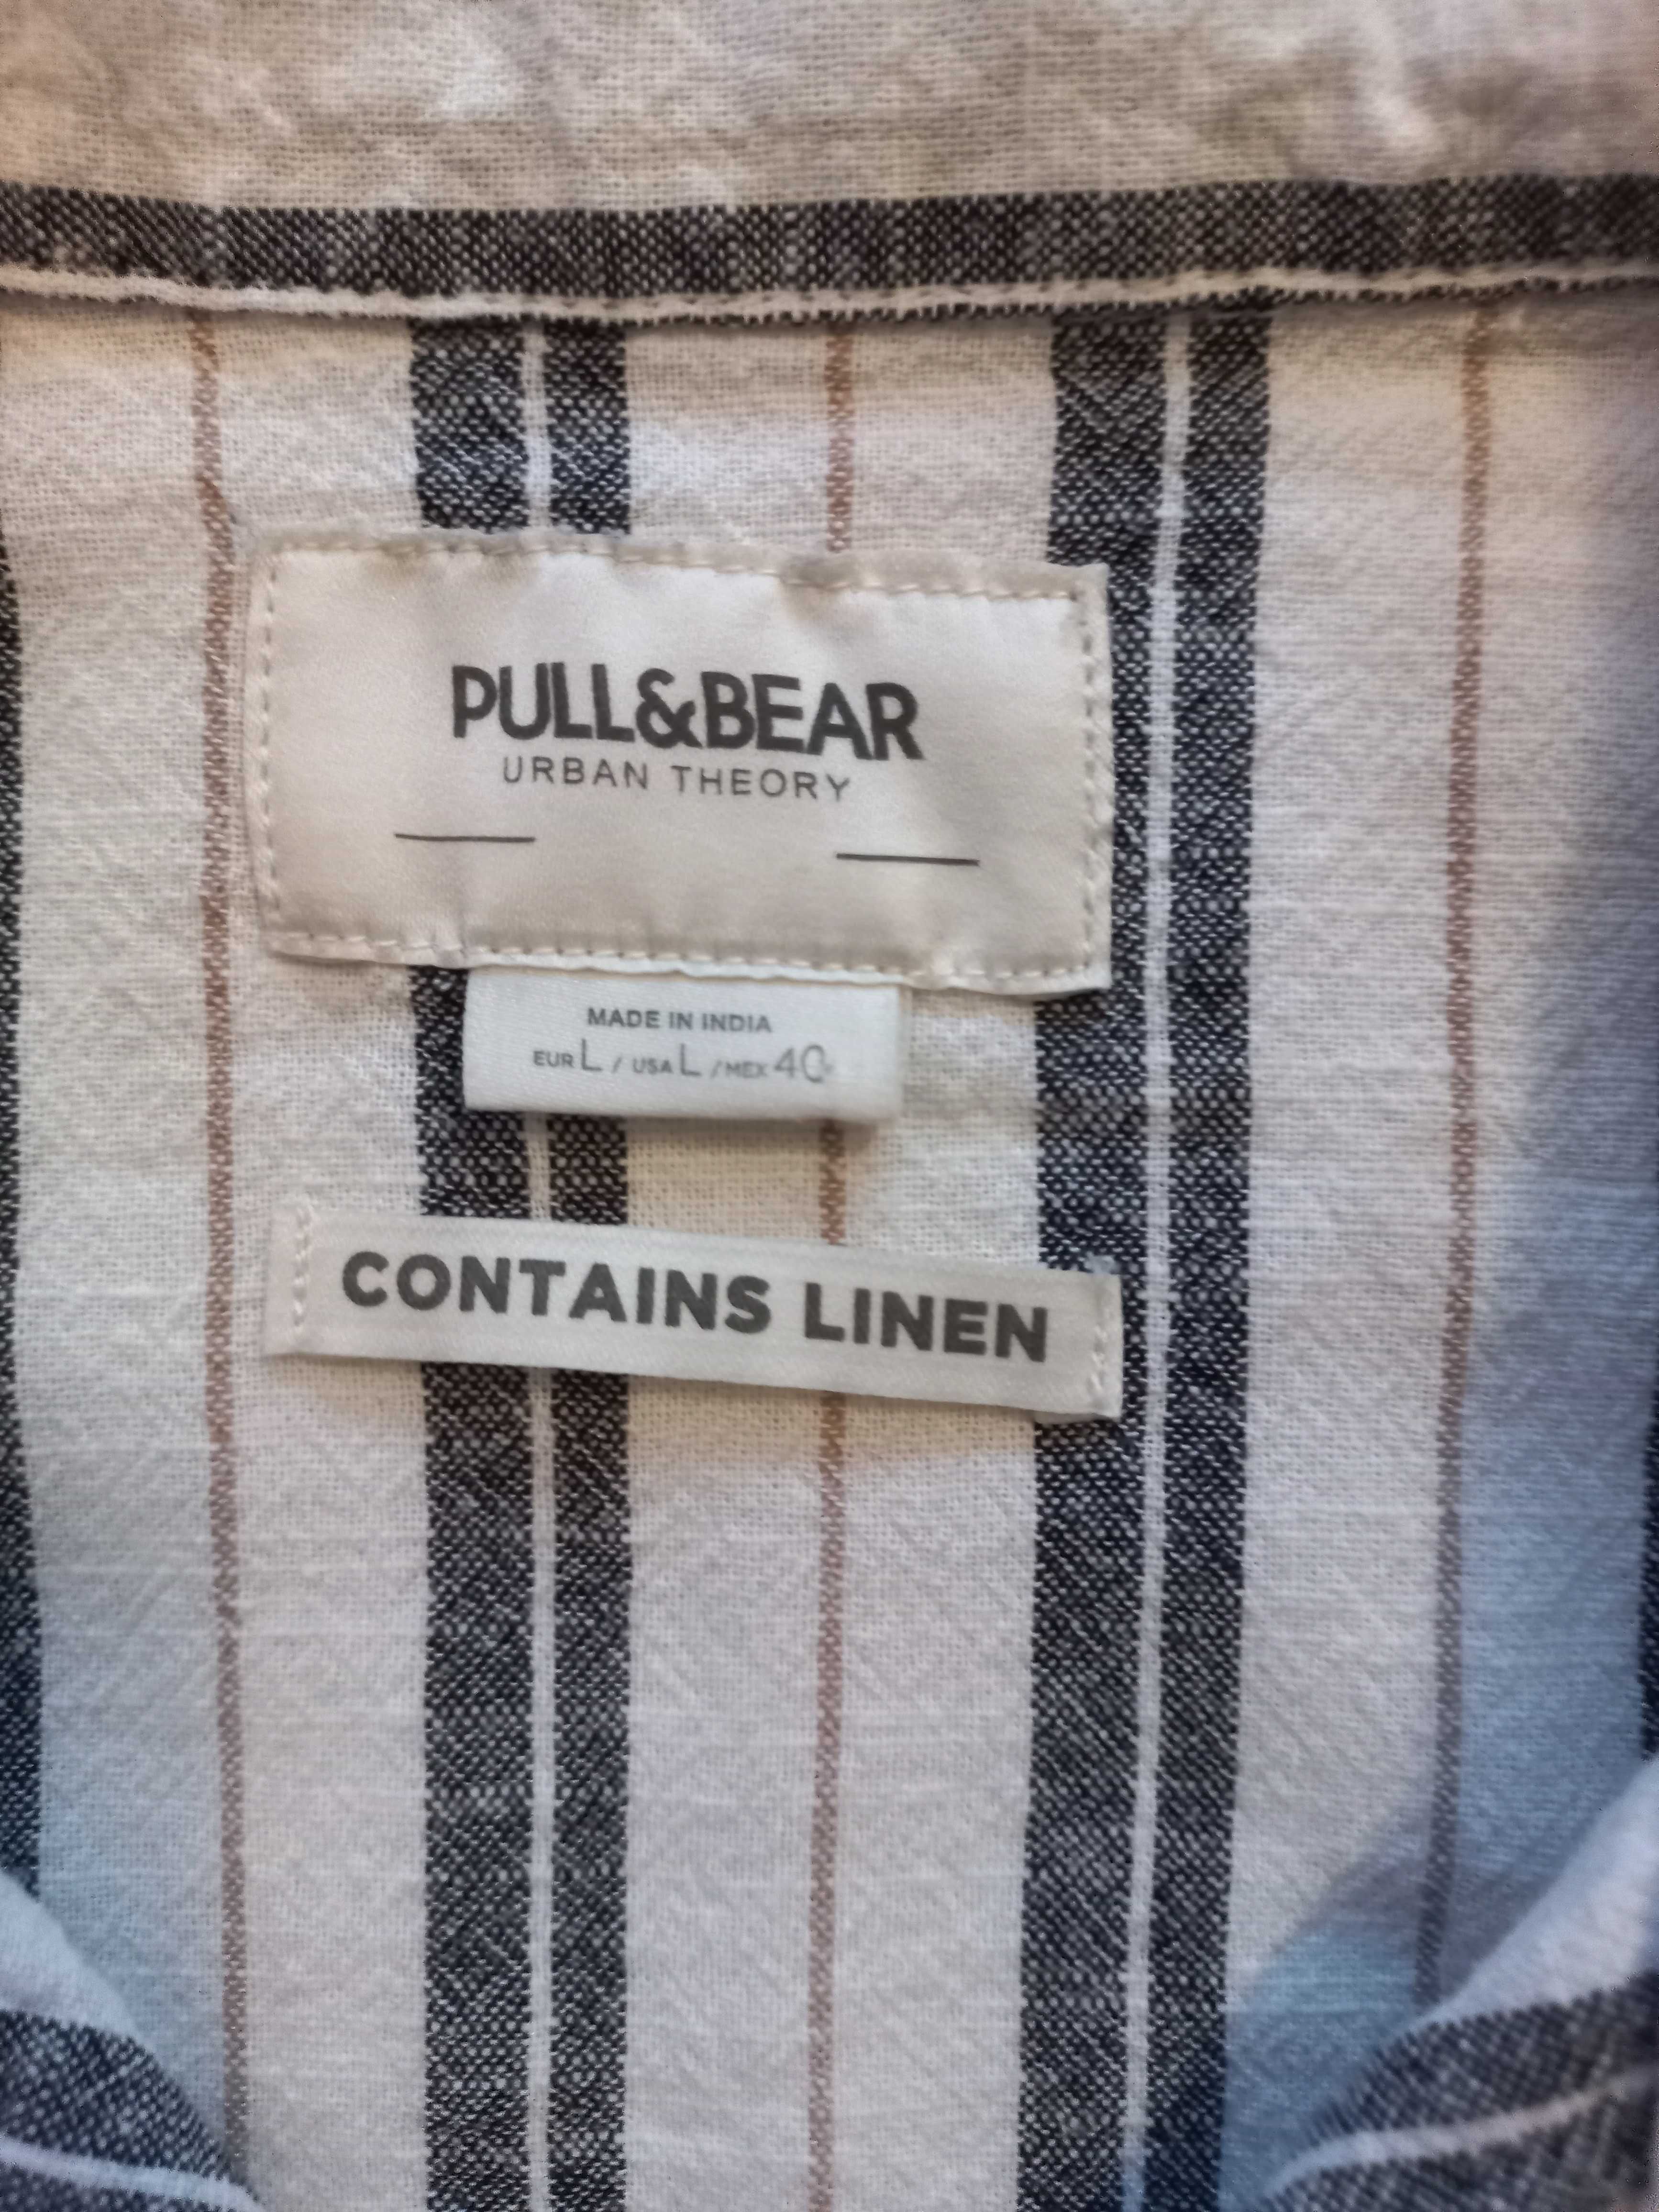 PULL&BEAR
URBAN THEORY
MADE IN INDIA
EUR L / USA L / MEX 40
CONTAINS LINEN